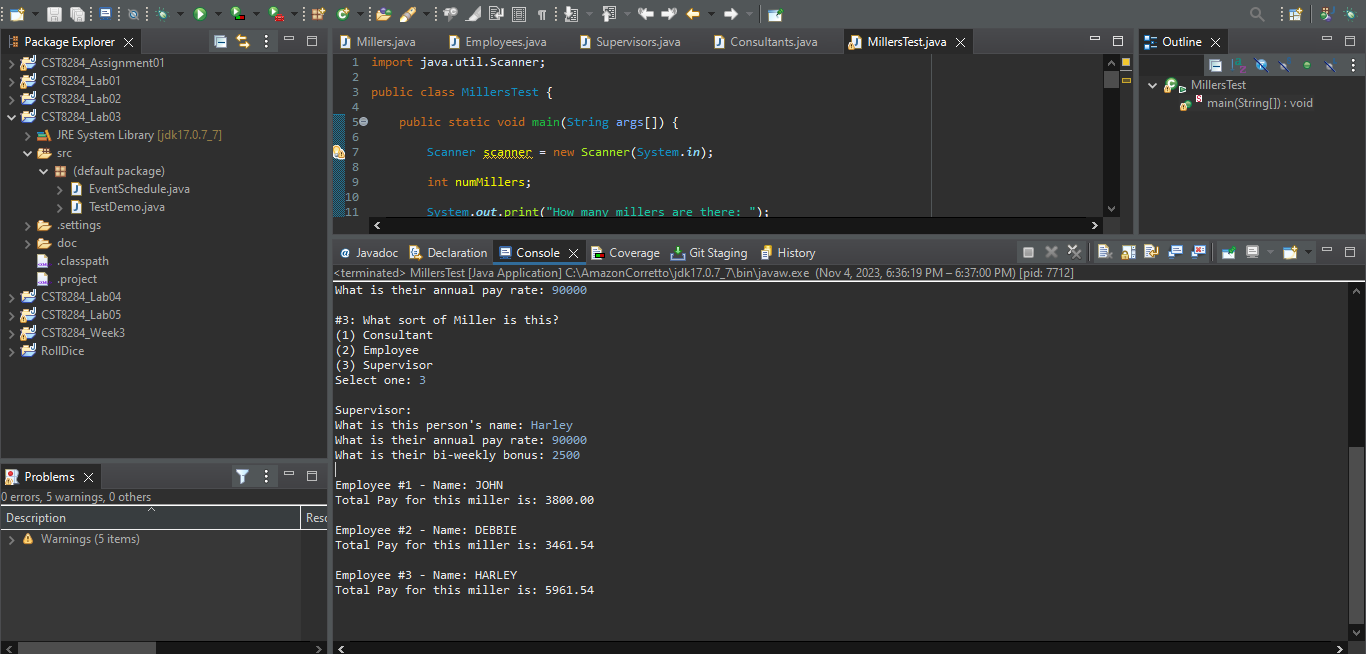 Package Explorer
CST8284_Assignment01
CST8284_Lab01
CST8284_Lab02
CST8284_Lab03
JRE System Library [jdk17.0.7_7]
src
(default package)
EventSchedule.java
TestDemo.java
.settings
doc
.classpath
.project
CST8284_Lab04
CST8284_Lab05
CST8284_Week3
RollDice
Millers.java Employees.java Supervisors.java Consultants.java MillersTest.java
1 import java.util.Scanner;
2
3 public class MillersTest {
4
5 public static void main(String args[]) {
6
7 Scanner scanner = new Scanner(System.in);
8
9 int numMillers;
10
11 System.out.print("How many millers are there: ");
Outline
MillersTest
main(String[]) : void
Problems
0 errors, 5 warnings, 0 others
Description Reso
Warnings (5 items)
Javadoc Declaration Console Coverage Git Staging History
<terminated> MillersTest [Java Application] C:\AmazonCorretto\jdk17.0.7_7\bin\javaw.exe (Nov 4, 2023, 6:36:19 PM – 6:37:00 PM) [pid: 7712]
What is their annual pay rate: 90000
#3: What sort of Miller is this?
(1) Consultant
(2) Employee
(3) Supervisor
Select one: 3
Supervisor:
What is this person's name: Harley
What is their annual pay rate: 90000
What is their bi-weekly bonus: 2500
Employee #1 - Name: JOHN
Total Pay for this miller is: 3800.00
Employee #2 - Name: DEBBIE
Total Pay for this miller is: 3461.54
Employee #3 - Name: HARLEY
Total Pay for this miller is: 5961.54